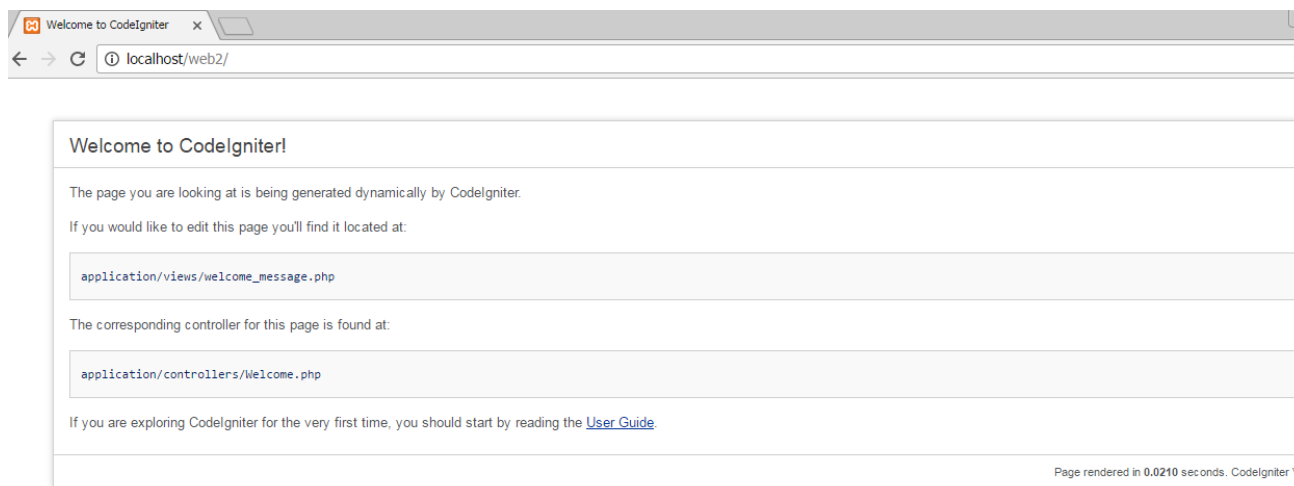 Welcome to CodeIgniter
localhost/web2/
Welcome to CodeIgniter!
The page you are looking at is being generated dynamically by CodeIgniter.
If you would like to edit this page you'll find it located at:
application/views/welcome_message.php
The corresponding controller for this page is found at:
application/controllers/Welcome.php
If you are exploring CodeIgniter for the very first time, you should start by reading the User Guide.
Page rendered in 0.0210 seconds. CodeIgniter